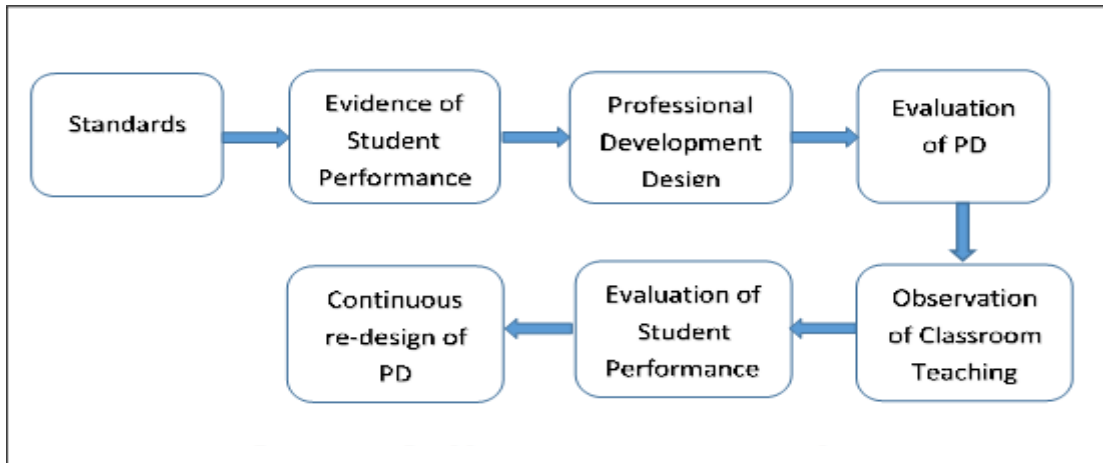 Standards
Evidence of
Student
Performance
Professional
Development
Design
Evaluation
of PD
Observation
of Classroom
Teaching
Evaluation of
Student
Performance
Continuous
re-design of
PD